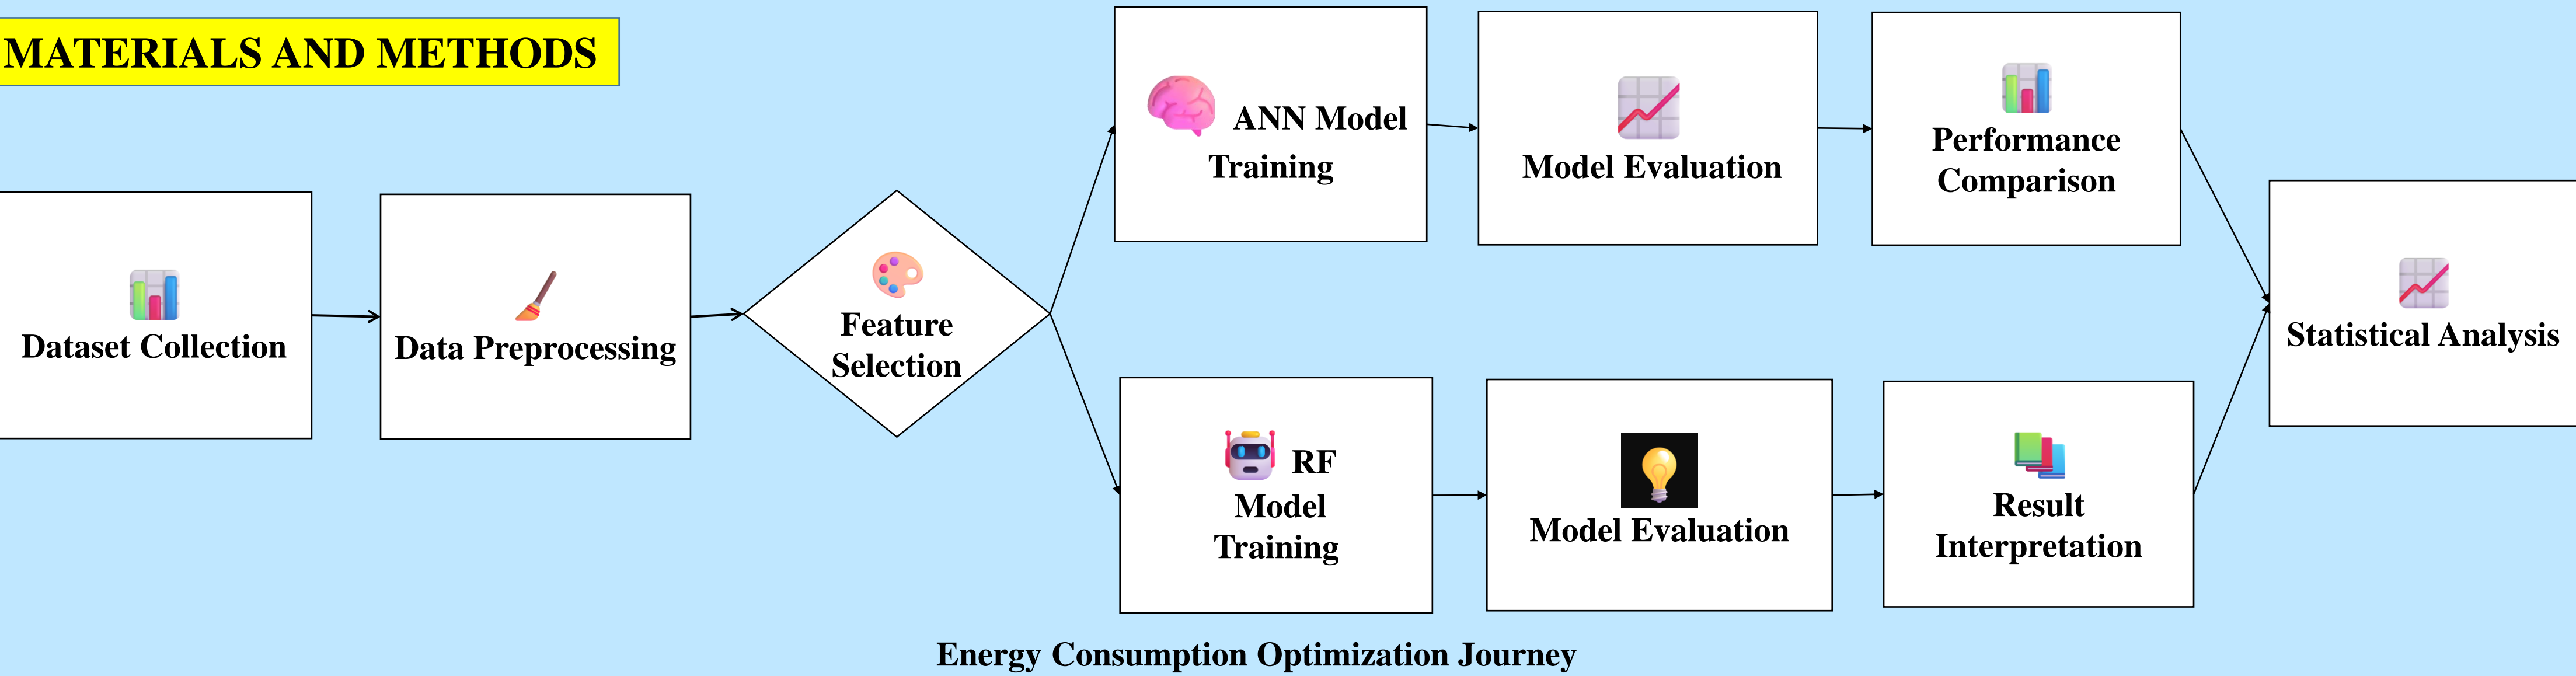 MATERIALS AND METHODS
Dataset Collection
Data Preprocessing
Feature
Selection
ANN Model
Training
Model Evaluation
Performance
Comparison
RF
Model
Training
Model Evaluation
Result
Interpretation
Statistical Analysis
Energy Consumption Optimization Journey